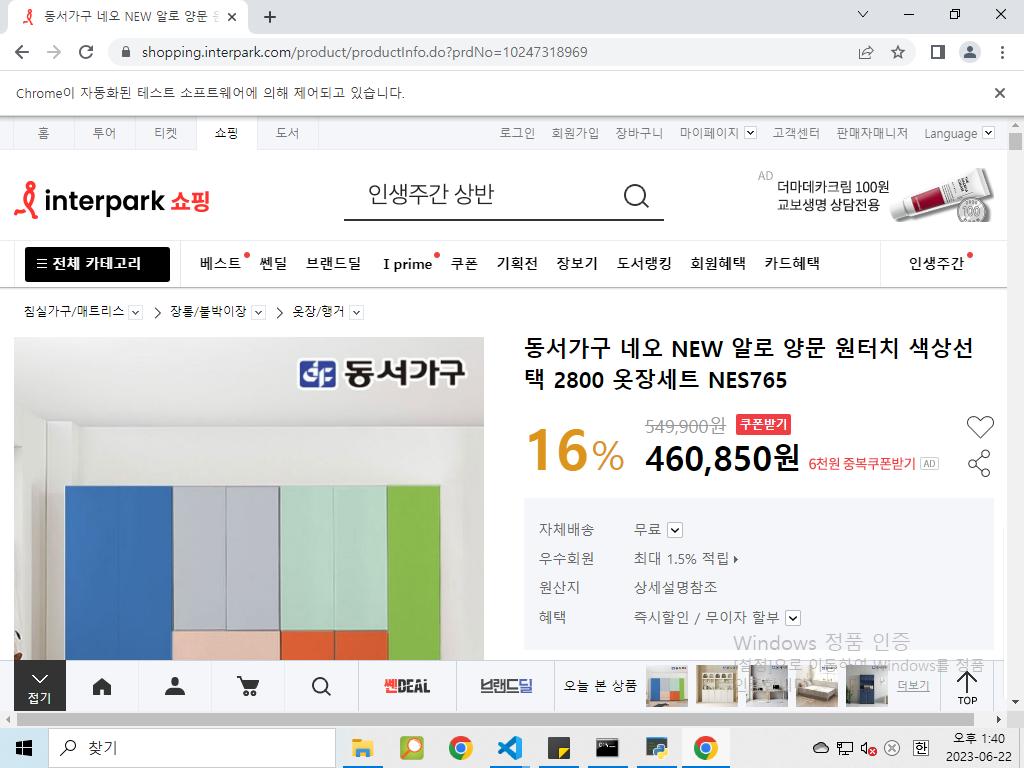 동서가구 네오 NEW 알로 양문 원
shopping.interpark.com/product/productInfo.do?prdNo=10247318969
Chrome이 자동화된 테스트 소프트웨어에 의해 제어되고 있습니다.
홈 투어 티켓 쇼핑 도서 로그인 회원가입 장바구니 마이페이지 고객센터 판매자매니저 Language
interpark 쇼핑
인생주간 상반
AD
더마데카크림 100원
교보생명 상담전용
전체 카테고리 베스트 쎈딜 브랜드딜 I prime 쿠폰 기획전 장보기 도서랭킹 회원혜택 카드혜택 인생주간
침실가구/매트리스 장롱/붙박이장 옷장/행거
동서가구
동서가구 네오 NEW 알로 양문 원터치 색상선
택 2800 옷장세트 NES765
16%
549,900원 쿠폰받기
460,850원 6천원 중복쿠폰받기 AD
자체배송 무료
우수회원 최대 1.5% 적립
원산지 상세설명참조
혜택 즉시할인 / 무이자 할부
Windows 정품 인증
[설정]으로 이동하여 Windows를 정품
접기 쎈DEAL 브랜드딜 오늘 본 상품 더보기 TOP
찾기
한
오후 1:40
2023-06-22